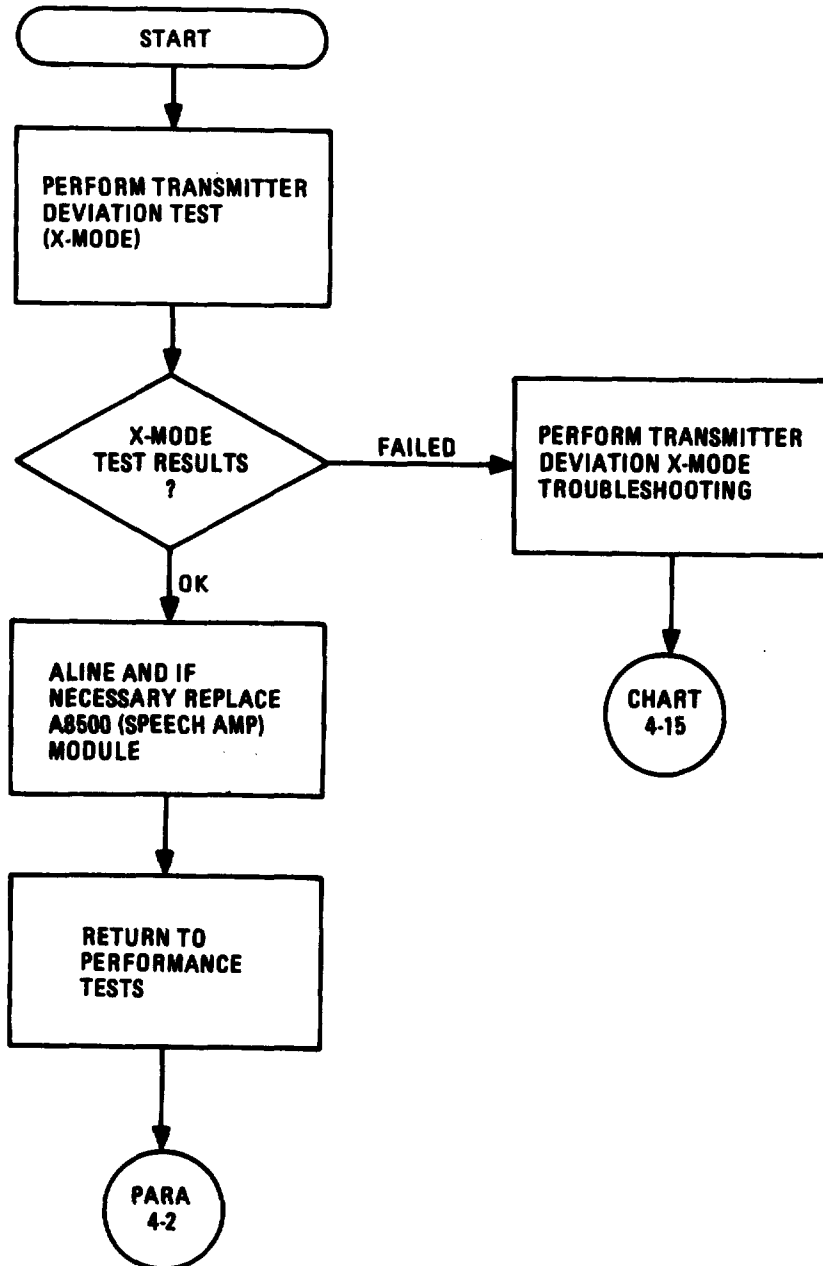 START
PERFORM TRANSMITTER
DEVIATION TEST
(X-MODE)
X-MODE
TEST RESULTS
?
FAILED
PERFORM TRANSMITTER
DEVIATION X-MODE
TROUBLESHOOTING
CHART
4-15
OK
ALINE AND IF
NECESSARY REPLACE
A8500 (SPEECH AMP)
MODULE
RETURN TO
PERFORMANCE
TESTS
PARA
4-2